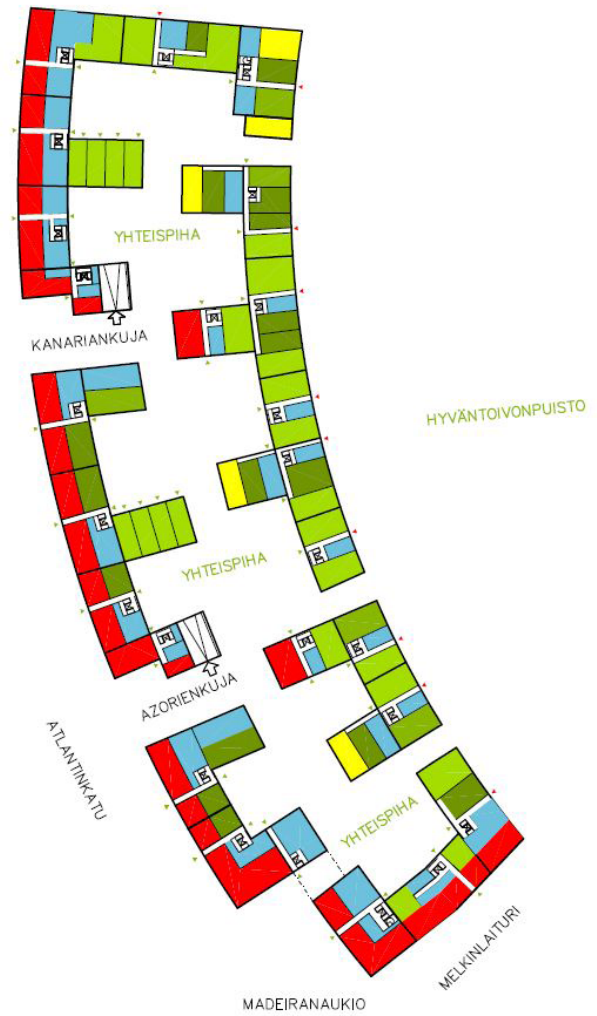 YHTEISPIHA
KANARIANKUJA
HYVÄNTOIVONPUISTO
YHTEISPIHA
AZORIENKUJA
ATLANTINKATU
YHTEISPIHA
MELKINLAITURI
MADEIRANAUKIO